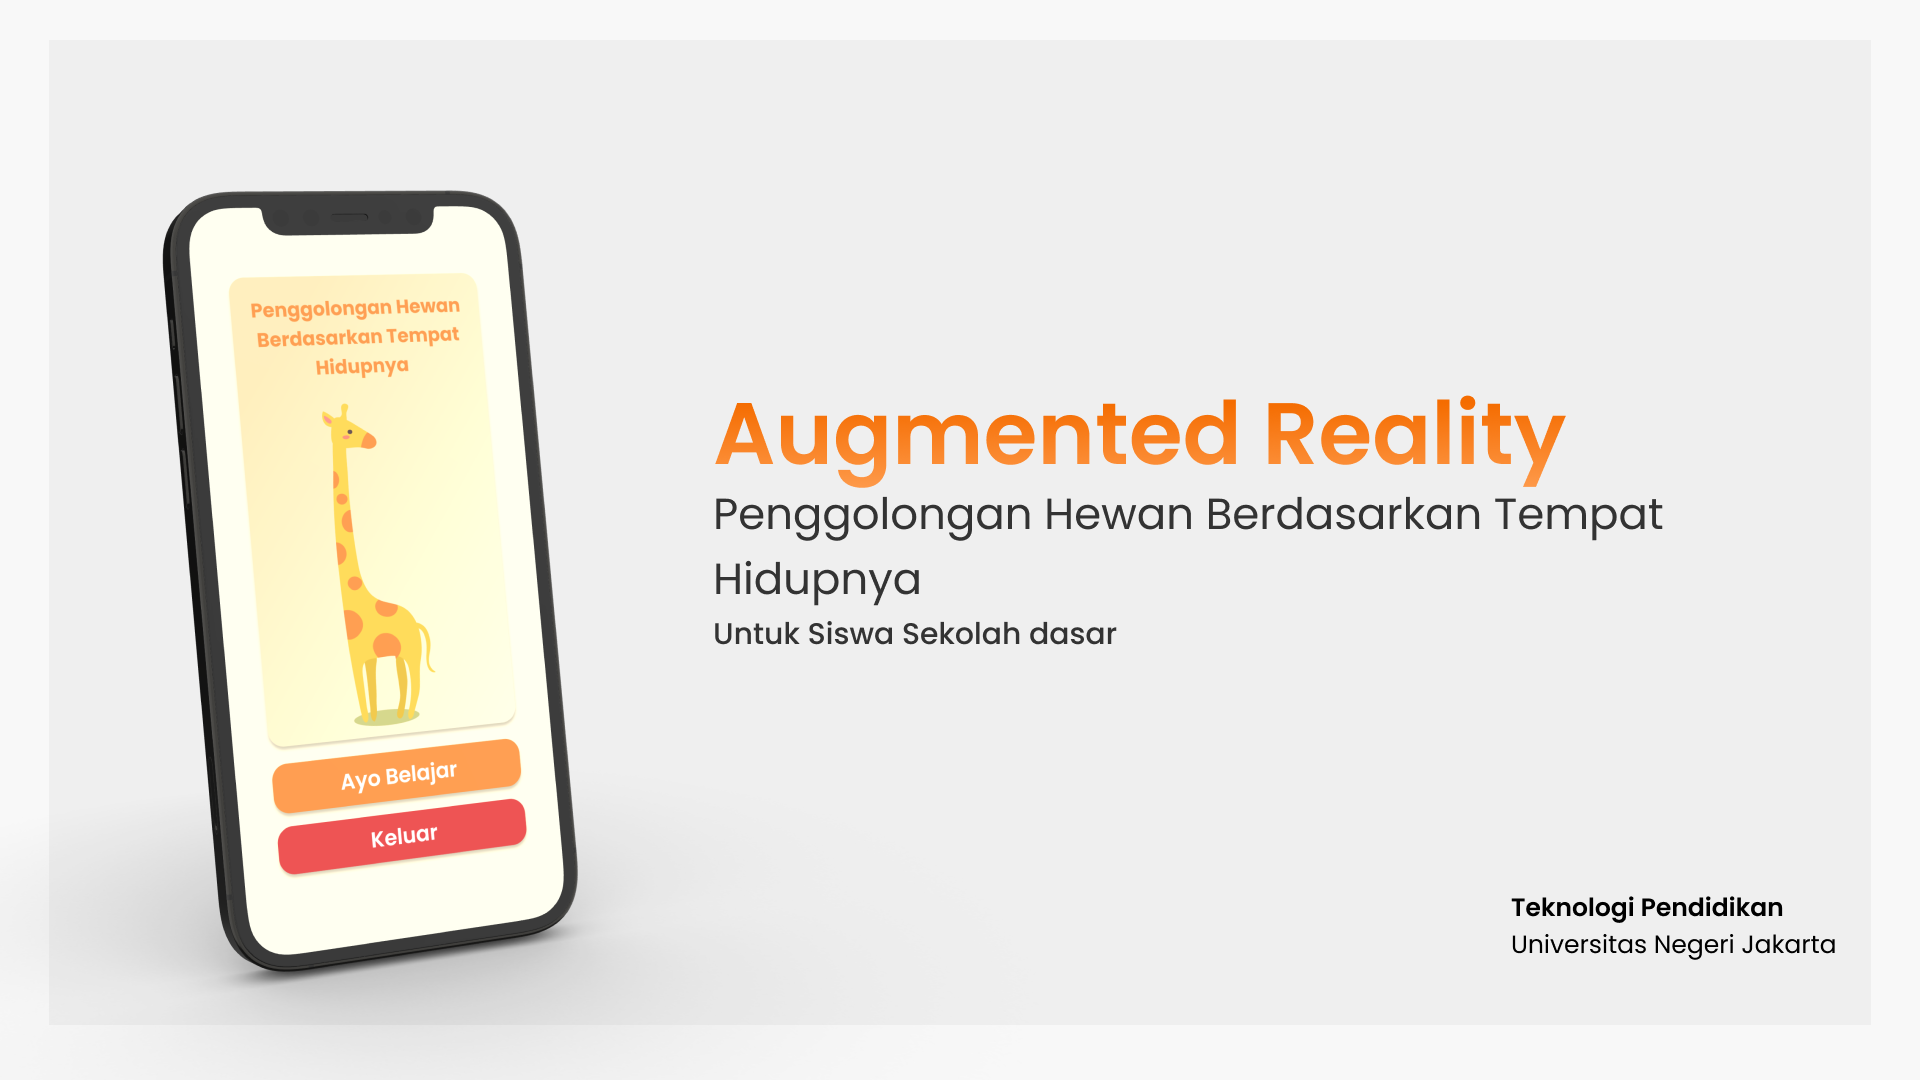 Penggolongan Hewan
Berdasarkan Tempat
Hidupnya
Ayo Belajar
Keluar
Augmented Reality
Penggolongan Hewan Berdasarkan Tempat
Hidupnya
Untuk Siswa Sekolah dasar
Teknologi Pendidikan
Universitas Negeri Jakarta